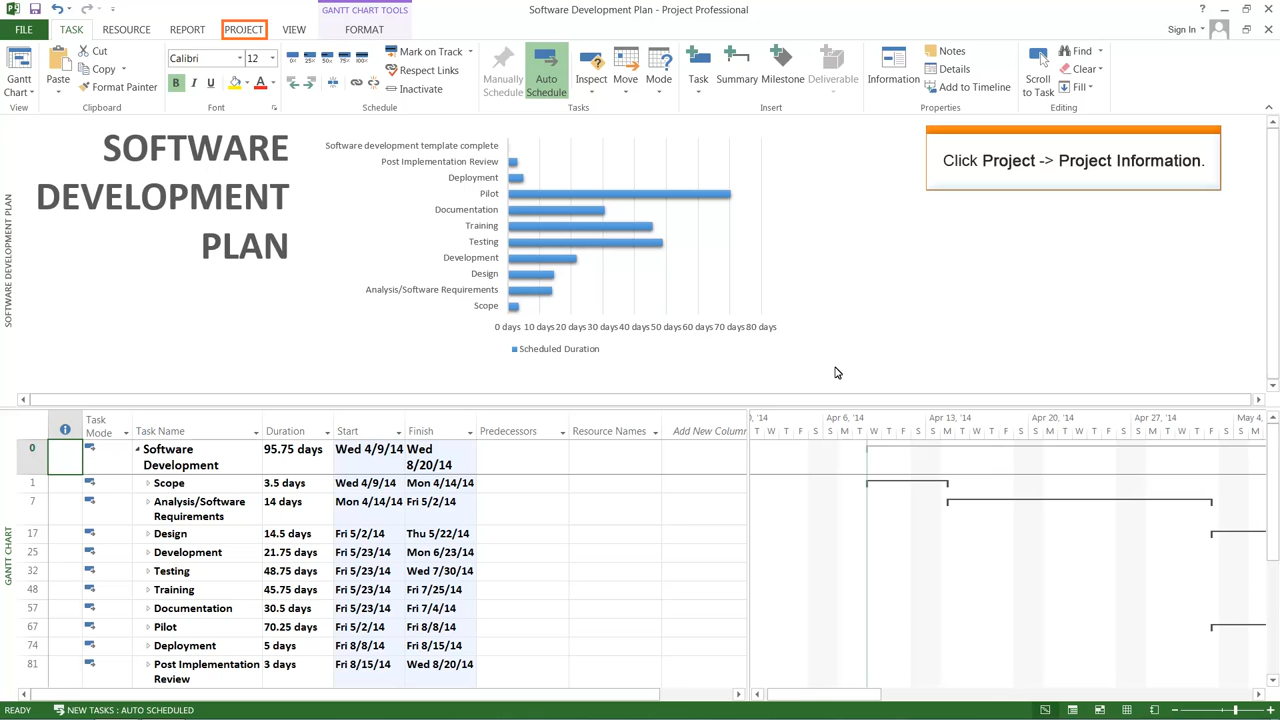 GANTT CHART TOOLS
Software Development Plan - Project Professional
FILE
TASK
RESOURCE
REPORT
PROJECT
VIEW
FORMAT
Sign In
Gantt
Chart
View
Paste
Cut
Copy
Format Painter
Clipboard
Calibri
12
B I U A
Font
0% 25% 50% 75% 100%
Mark on Track
Respect Links
Inactivate
Schedule
Manually
Schedule
Auto
Schedule
Inspect
Move
Mode
Tasks
Task
Summary
Milestone
Deliverable
Insert
Information
Notes
Details
Add to Timeline
Properties
Scroll
to Task
Find
Clear
Fill
Editing
SOFTWARE DEVELOPMENT PLAN
SOFTWARE
DEVELOPMENT
PLAN
Software development template complete
Post Implementation Review
Deployment
Pilot
Documentation
Training
Testing
Development
Design
Analysis/Software Requirements
Scope
0 days 10 days 20 days 30 days 40 days 50 days 60 days 70 days 80 days
Scheduled Duration
Click Project -> Project Information.
GANTT CHART
Task
Mode
Task Name
Duration
Start
Finish
Predecessors
Resource Names
Add New Column
0, '14 Apr 6, '14 Apr 13, '14 Apr 20, '14 Apr 27, '14 May 4,
T W T F S S M T W T F S S M T W T F S S M T W T F S S M T W T F S S M
0 Software Development 95.75 days Wed 4/9/14 Wed 8/20/14
1 Scope 3.5 days Wed 4/9/14 Mon 4/14/14
7 Analysis/Software Requirements 14 days Mon 4/14/14 Fri 5/2/14
17 Design 14.5 days Fri 5/2/14 Thu 5/22/14
25 Development 21.75 days Fri 5/23/14 Mon 6/23/14
32 Testing 48.75 days Fri 5/23/14 Wed 7/30/14
48 Training 45.75 days Fri 5/23/14 Fri 7/25/14
57 Documentation 30.5 days Fri 5/23/14 Fri 7/4/14
67 Pilot 70.25 days Fri 5/2/14 Fri 8/8/14
74 Deployment 5 days Fri 8/8/14 Fri 8/15/14
81 Post Implementation Review 3 days Fri 8/15/14 Wed 8/20/14
READY
NEW TASKS : AUTO SCHEDULED